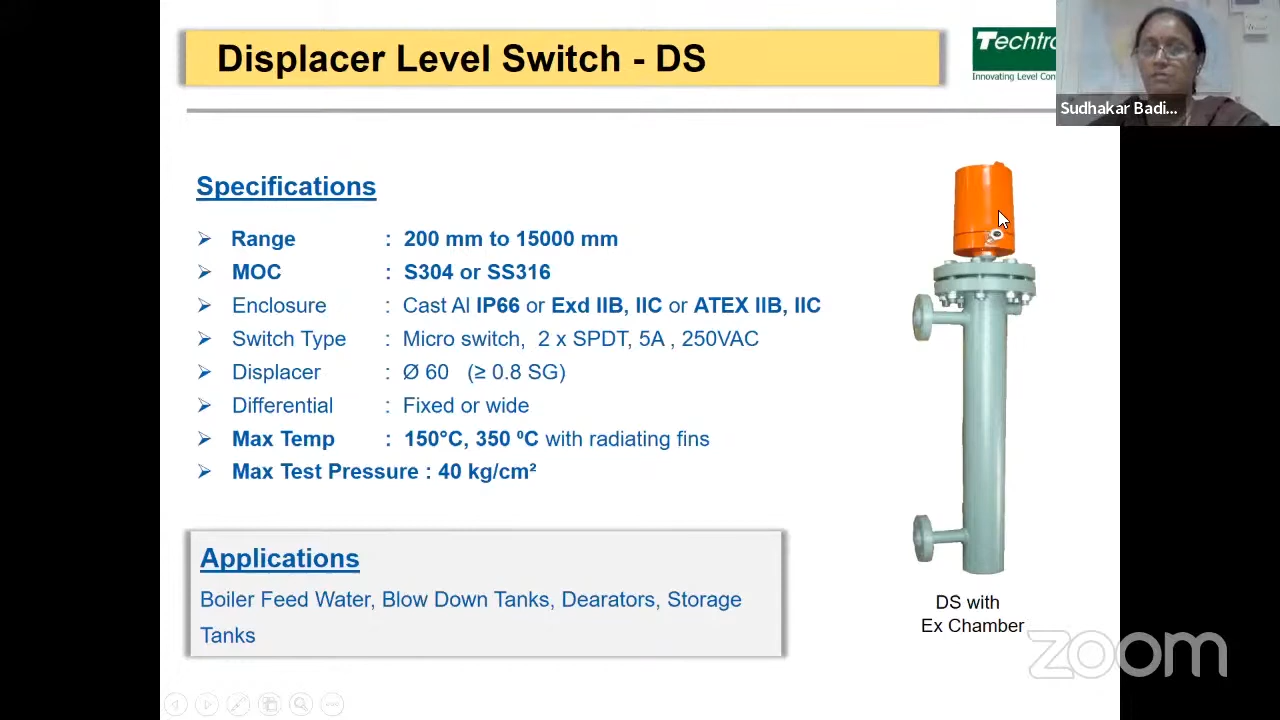 Displacer Level Switch - DS
Techtro
Innovating Level Con
Sudhakar Badi...
Specifications
Range : 200 mm to 15000 mm
MOC : S304 or SS316
Enclosure : Cast Al IP66 or Exd IIB, IIC or ATEX IIB, IIC
Switch Type : Micro switch, 2 x SPDT, 5A , 250VAC
Displacer : Ø 60 (≥ 0.8 SG)
Differential : Fixed or wide
Max Temp : 150°C, 350 ⁰C with radiating fins
Max Test Pressure : 40 kg/cm²
Applications
Boiler Feed Water, Blow Down Tanks, Dearators, Storage
Tanks
DS with
Ex Chamber
zoom